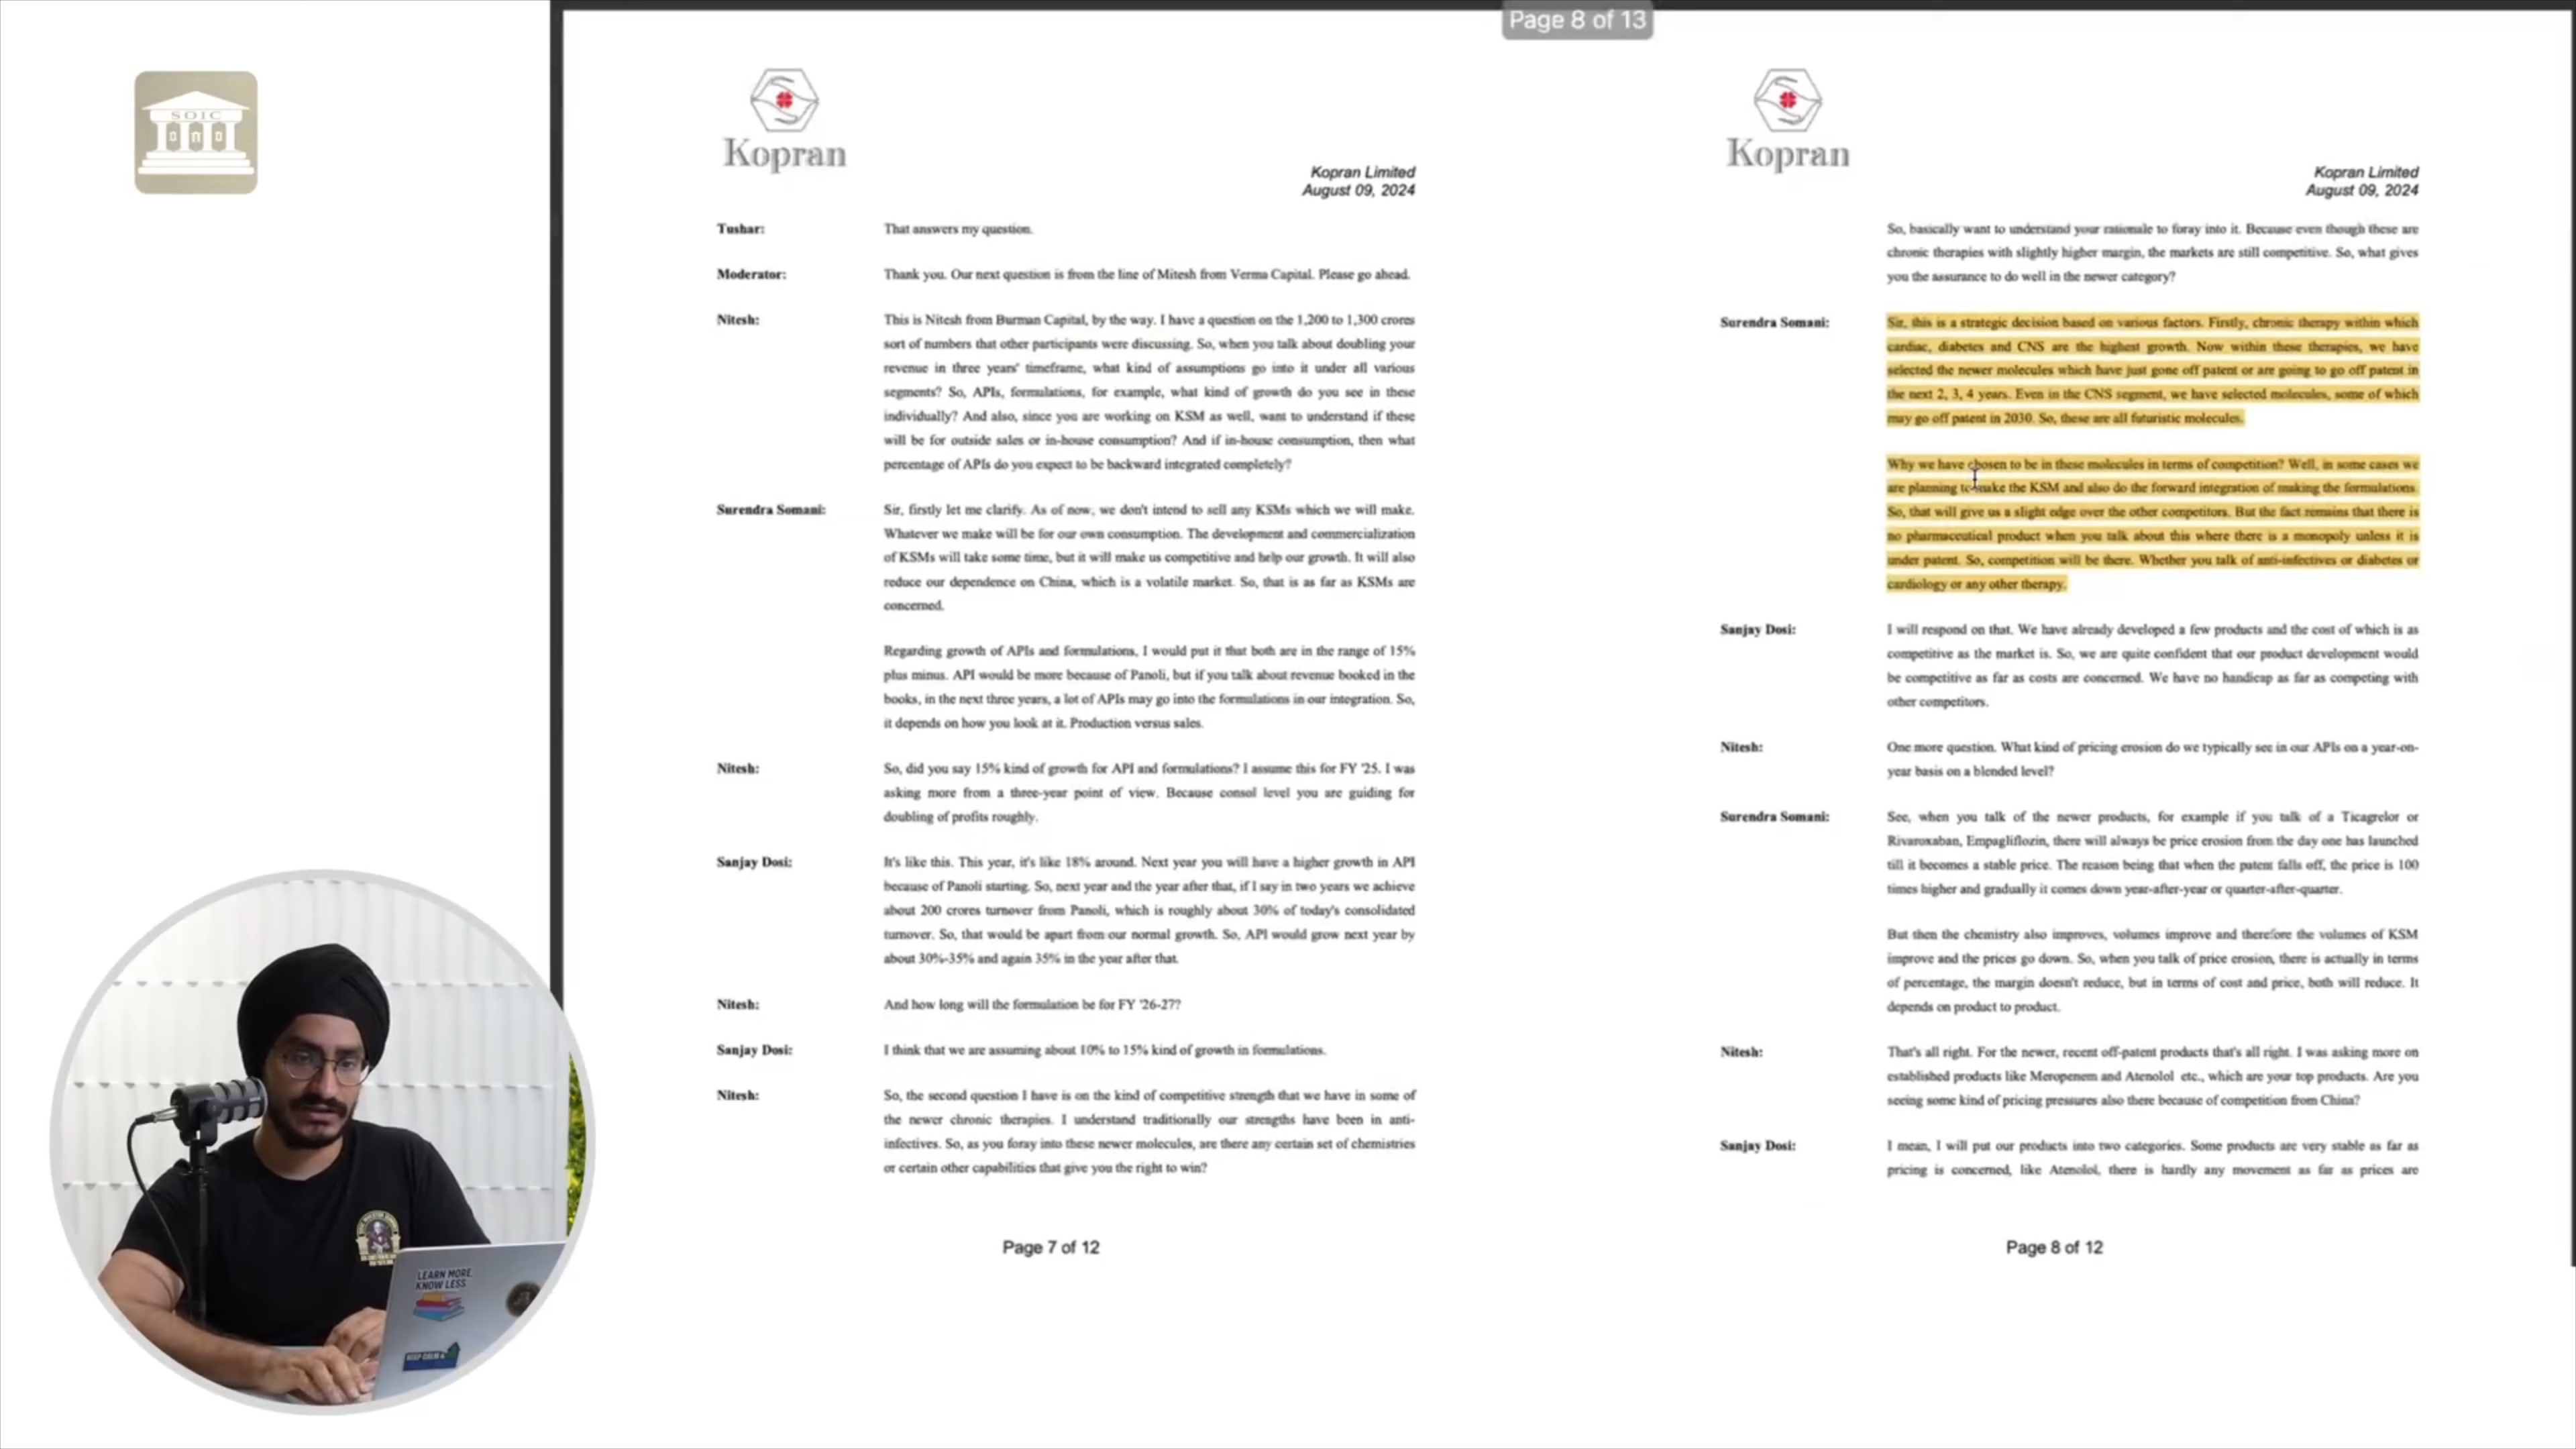 Page 8 of 13
SOIC
Kopran
Kopran Limited
August 09, 2024
Tushar: That answers my question.
Moderator: Thank you. Our next question is from the line of Mitesh from Verma Capital. Please go ahead.
Nitesh: This is Nitesh from Burman Capital, by the way. I have a question on the 1,200 to 1,300 crores
sort of numbers that other participants were discussing. So, when you talk about doubling your
revenue in three years' timeframe, what kind of assumptions go into it under all various
segments? So, APIs, formulations, for example, what kind of growth do you see in these
individually? And also, since you are working on KSM as well, want to understand if these
will be for outside sales or in-house consumption? And if in-house consumption, then what
percentage of APIs do you expect to be backward integrated completely?
Surendra Somani: Sir, firstly let me clarify. As of now, we don't intend to sell any KSMs which we will make.
Whatever we make will be for our own consumption. The development and commercialization
of KSMs will take some time, but it will make us competitive and help our growth. It will also
reduce our dependence on China, which is a volatile market. So, that is as far as KSMs are
concerned.
Regarding growth of APIs and formulations, I would put it that both are in the range of 15%
plus minus. API would be more because of Panoli, but if you talk about revenue booked in the
books, in the next three years, a lot of APIs may go into the formulations in our integration. So,
it depends on how you look at it. Production versus sales.
Nitesh: So, did you say 15% kind of growth for API and formulations? I assume this for FY '25. I was
asking more from a three-year point of view. Because consol level you are guiding for
doubling of profits roughly.
Sanjay Dosi: It's like this. This year, it's like 18% around. Next year you will have a higher growth in API
because of Panoli starting. So, next year and the year after that, if I say in two years we achieve
about 200 crores turnover from Panoli, which is roughly about 30% of today's consolidated
turnover. So, that would be apart from our normal growth. So, API would grow next year by
about 30%-35% and again 35% in the year after that.
Nitesh: And how long will the formulation be for FY '26-27?
Sanjay Dosi: I think that we are assuming about 10% to 15% kind of growth in formulations.
Nitesh: So, the second question I have is on the kind of competitive strength that we have in some of
the newer chronic therapies. I understand traditionally our strengths have been in anti-
infectives. So, as you foray into these newer molecules, are there any certain set of chemistries
or certain other capabilities that give you the right to win?
Page 7 of 12
Kopran
Kopran Limited
August 09, 2024
So, basically want to understand your rationale to foray into it. Because even though these are
chronic therapies with slightly higher margin, the markets are still competitive. So, what gives
you the assurance to do well in the newer category?
Surendra Somani: Sir, this is a strategic decision based on various factors. Firstly, chronic therapy within which
cardiac, diabetes and CNS are the highest growth. Now within these therapies, we have
selected the newer molecules which have just gone off patent or are going to go off patent in
the next 2, 3, 4 years. Even in the CNS segment, we have selected molecules, some of which
may go off patent in 2030. So, these are all futuristic molecules.
Why we have chosen to be in these molecules in terms of competition? Well, in some cases we
are planning to make the KSM and also do the forward integration of making the formulations.
So, that will give us a slight edge over the other competitors. But the fact remains that there is
no pharmaceutical product when you talk about this where there is a monopoly unless it is
under patent. So, competition will be there. Whether you talk of anti-infectives or diabetes or
cardiology or any other therapy.
Sanjay Dosi: I will respond on that. We have already developed a few products and the cost of which is as
competitive as the market is. So, we are quite confident that our product development would
be competitive as far as costs are concerned. We have no handicap as far as competing with
other competitors.
Nitesh: One more question. What kind of pricing erosion do we typically see in our APIs on a year-on-
year basis on a blended level?
Surendra Somani: See, when you talk of the newer products, for example if you talk of a Ticagrelor or
Rivaroxaban, Empagliflozin, there will always be price erosion from the day one has launched
till it becomes a stable price. The reason being that when the patent falls off, the price is 100
times higher and gradually it comes down year-after-year or quarter-after-quarter.
But then the chemistry also improves, volumes improve and therefore the volumes of KSM
improve and the prices go down. So, when you talk of price erosion, there is actually in terms
of percentage, the margin doesn't reduce, but in terms of cost and price, both will reduce. It
depends on product to product.
Nitesh: That's all right. For the newer, recent off-patent products that's all right. I was asking more on
established products like Meropenem and Atenolol etc., which are your top products. Are you
seeing some kind of pricing pressures also there because of competition from China?
Sanjay Dosi: I mean, I will put our products into two categories. Some products are very stable as far as
pricing is concerned, like Atenolol, there is hardly any movement as far as prices are
Page 8 of 12
LEARN MORE,
KNOW LESS
KEEP CALM &